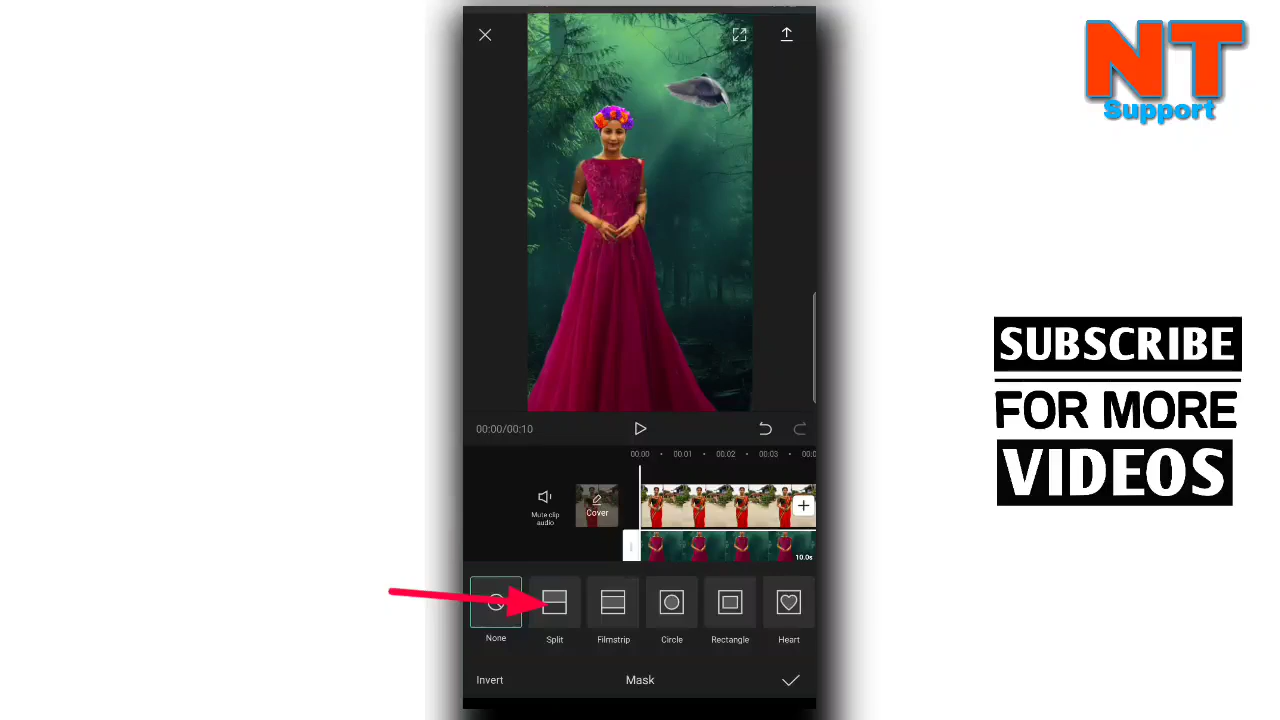 NT
Support
SUBSCRIBE
FOR MORE
VIDEOS
00:00/00:10
00:00
00:01
00:02
00:03
Mute clip
audio
Cover
10.0s
None
Split
Filmstrip
Circle
Rectangle
Heart
Invert
Mask